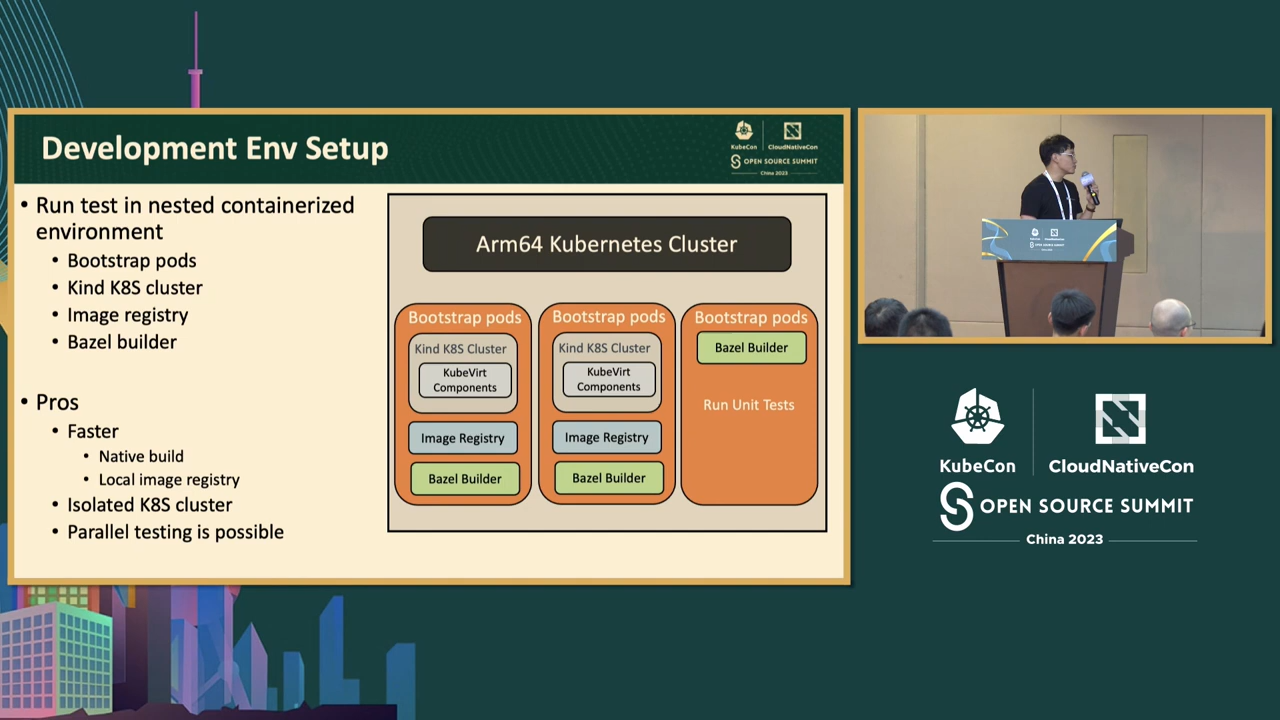 Development Env Setup
KubeCon
CloudNativeCon
OPEN SOURCE SUMMIT
China 2023
• Run test in nested containerized
environment
• Bootstrap pods
• Kind K8S cluster
• Image registry
• Bazel builder
• Pros
• Faster
• Native build
• Local image registry
• Isolated K8S cluster
• Parallel testing is possible
Arm64 Kubernetes Cluster
Bootstrap pods
Kind K8S Cluster
KubeVirt
Components
Image Registry
Bazel Builder
Bootstrap pods
Kind K8S Cluster
KubeVirt
Components
Image Registry
Bazel Builder
Bootstrap pods
Bazel Builder
Run Unit Tests
KubeCon
CloudNativeCon
OPEN SOURCE SUMMIT
China 2023